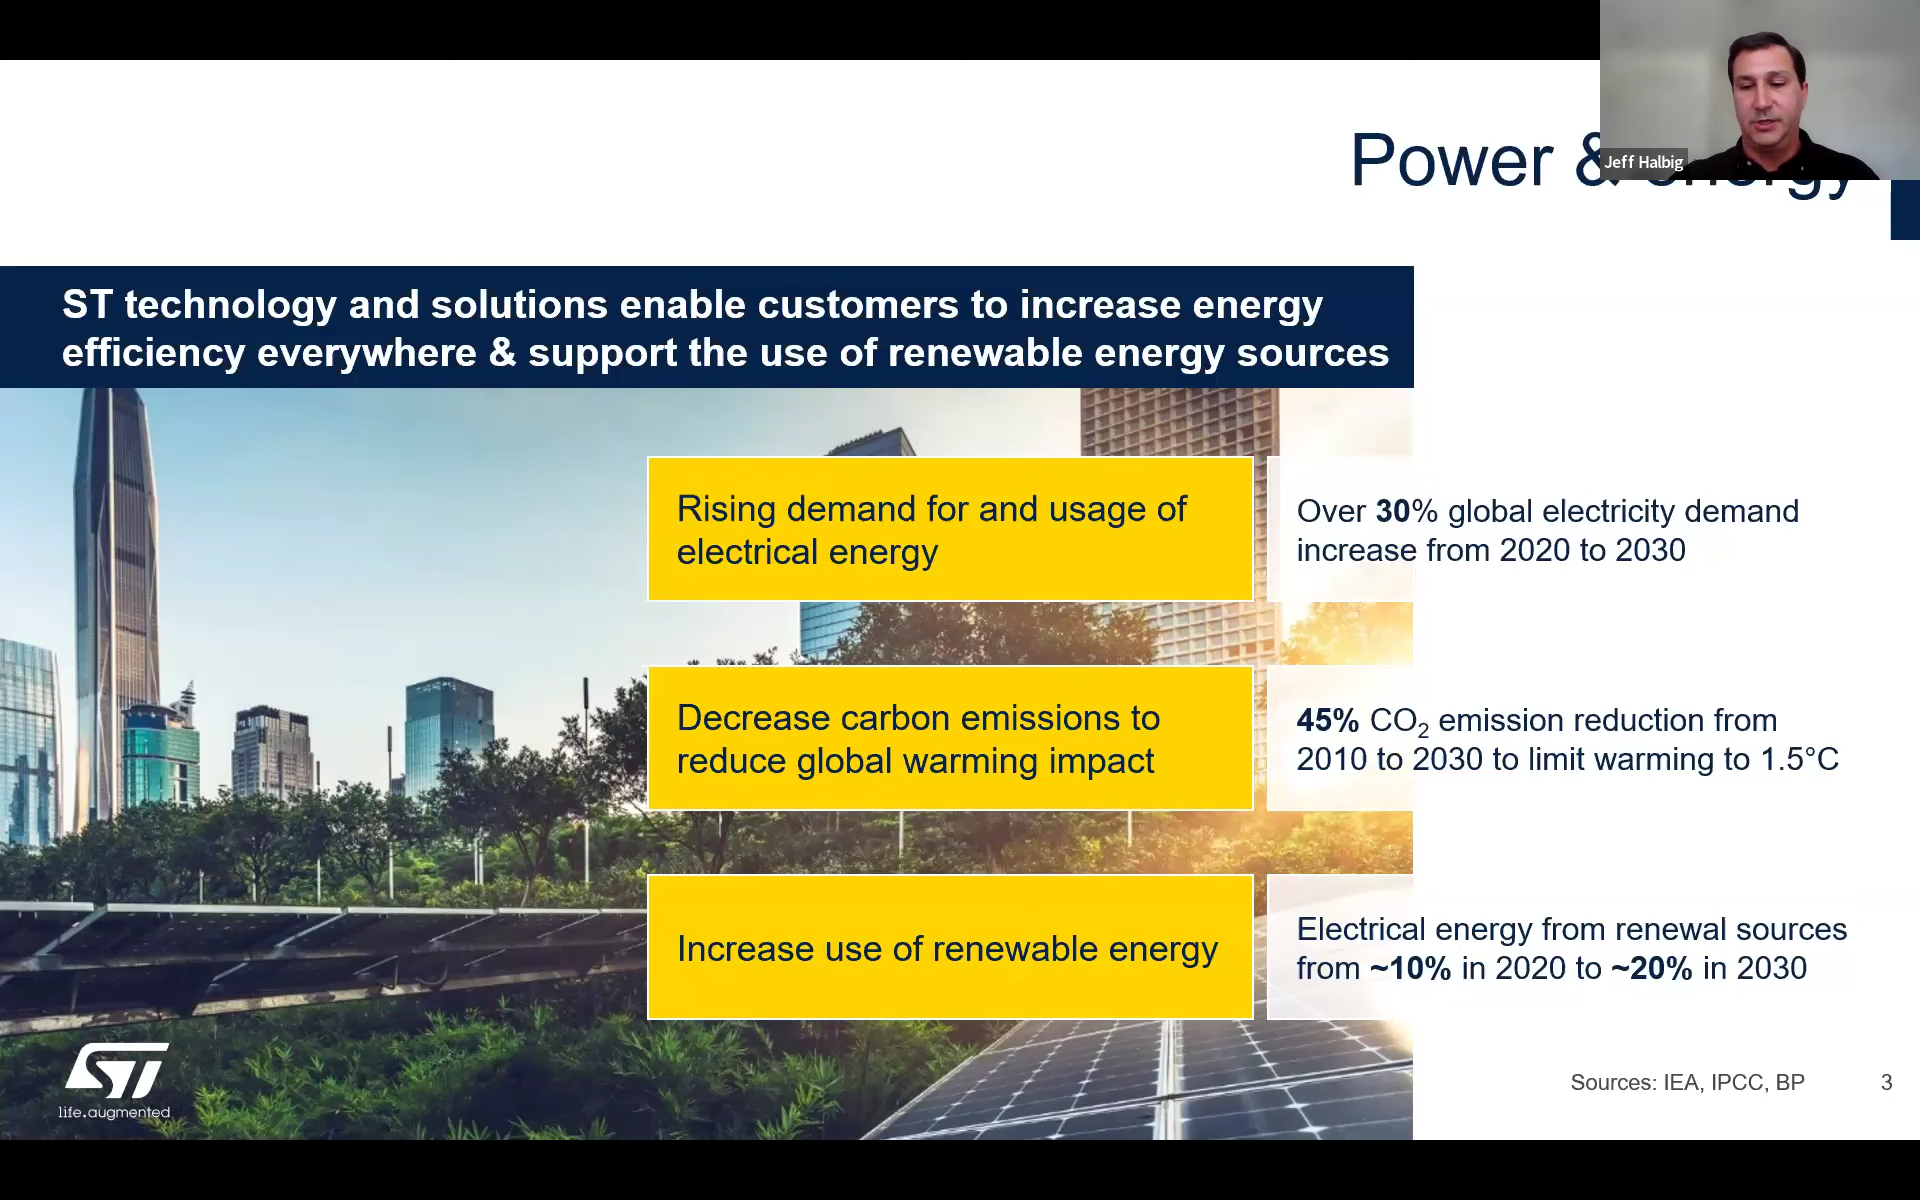 Power & energy
Jeff Halbig
ST technology and solutions enable customers to increase energy
efficiency everywhere & support the use of renewable energy sources
Rising demand for and usage of
electrical energy
Over 30% global electricity demand
increase from 2020 to 2030
Decrease carbon emissions to
reduce global warming impact
45% CO₂ emission reduction from
2010 to 2030 to limit warming to 1.5°C
Increase use of renewable energy
Electrical energy from renewal sources
from ~10% in 2020 to ~20% in 2030
ST
life.augmented
Sources: IEA, IPCC, BP
3